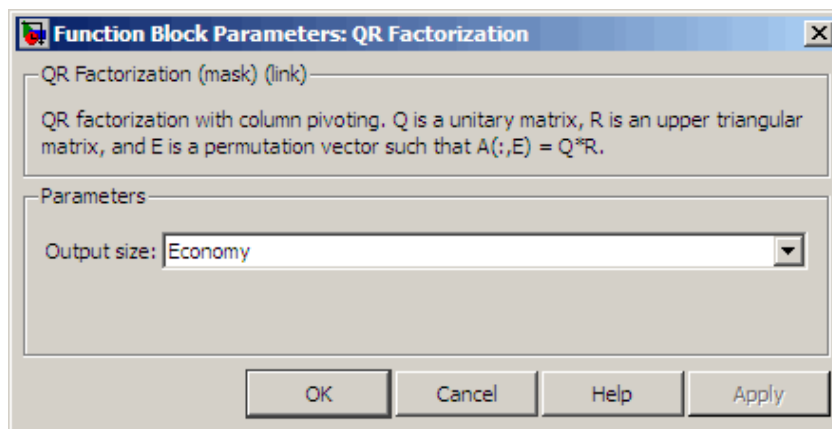 Function Block Parameters: QR Factorization
QR Factorization (mask) (link)
QR factorization with column pivoting. Q is a unitary matrix, R is an upper triangular
matrix, and E is a permutation vector such that A(:,E) = Q*R.
Parameters
Output size: Economy
OK Cancel Help Apply